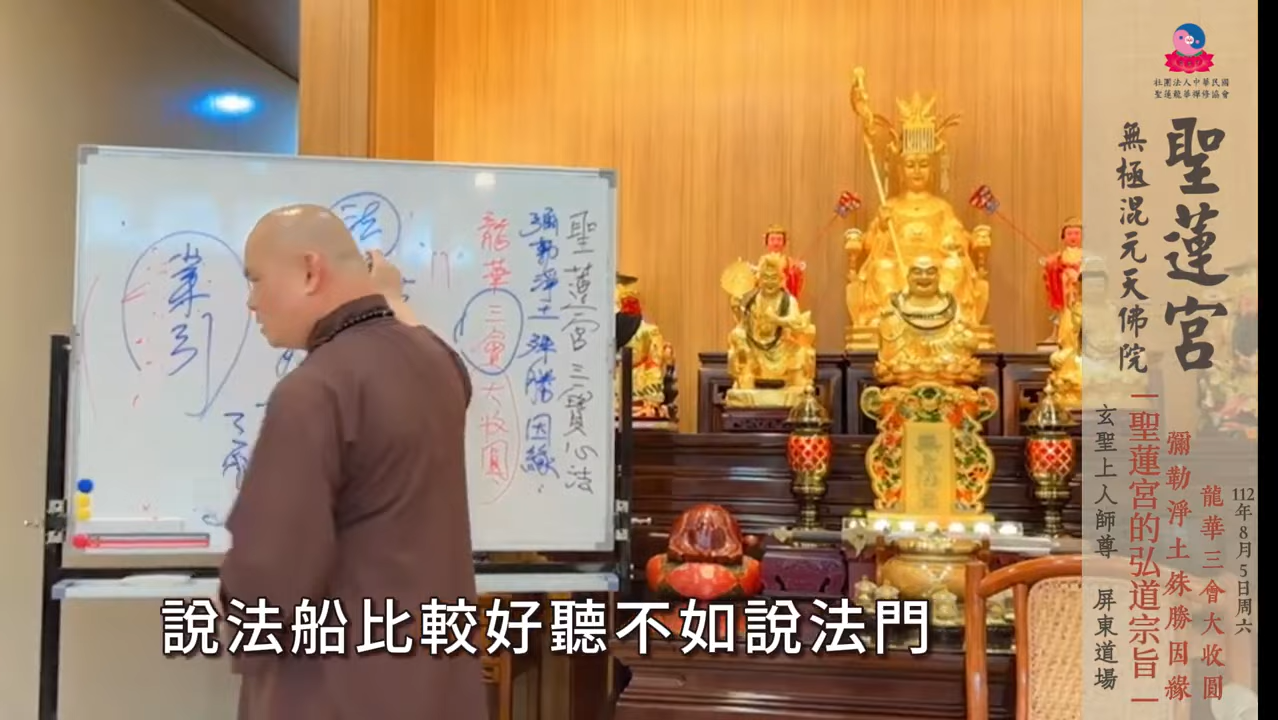 聖蓮宮三寶心法
彌勒淨土殊勝因緣
龍華三會大收圓
法
業引
說法船比較好聽不如說法門
社團法人中華民國
聖蓮龍華禪修協會
聖蓮宮
無極混元天佛院
112年8月5日周六
龍華三會大收圓
彌勒淨土殊勝因緣
聖蓮宮的弘道宗旨
玄聖上人師尊 屏東道場